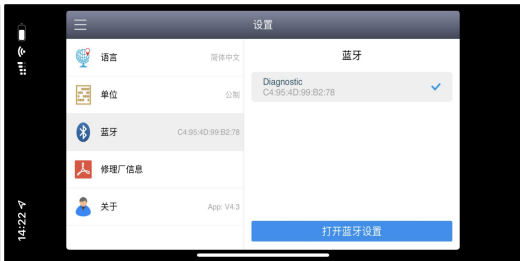 设置
语言
简体中文
单位
公制
蓝牙
C4:95:4D:99:B2:78
修理厂信息
关于
App: V4.3
蓝牙
Diagnostic
C4:95:4D:99:B2:78
打开蓝牙设置
14:22